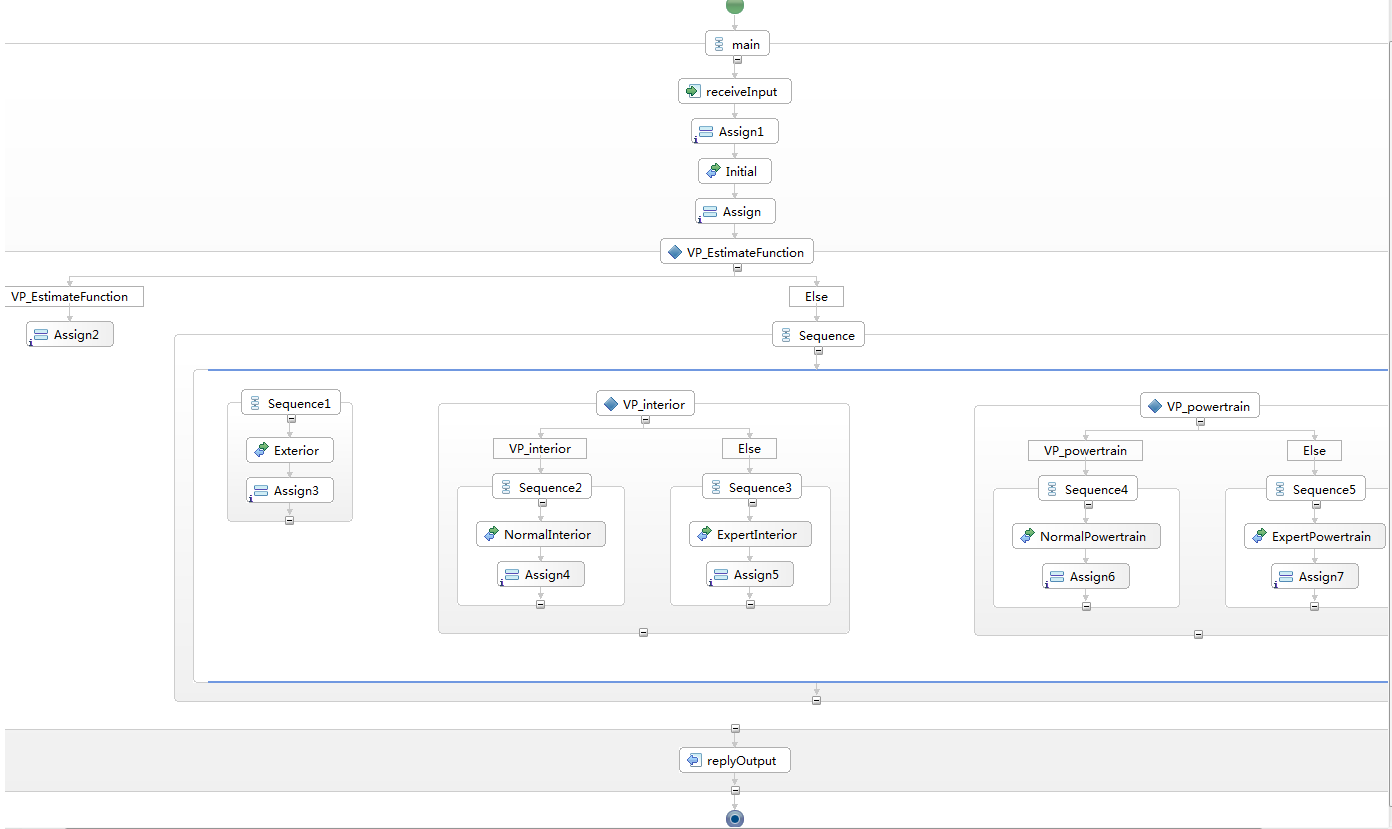 main
receiveInput
Assign1
Initial
Assign
VP_EstimateFunction
VP_EstimateFunction
Else
Assign2
Sequence
Sequence1
Exterior
Assign3
VP_interior
VP_interior
Else
Sequence2
Sequence3
NormalInterior
ExpertInterior
Assign4
Assign5
VP_powertrain
VP_powertrain
Else
Sequence4
Sequence5
NormalPowertrain
ExpertPowertrain
Assign6
Assign7
replyOutput